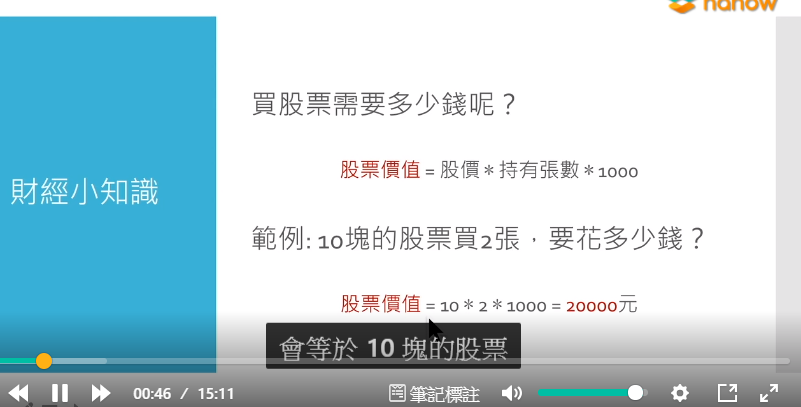 nanow
買股票需要多少錢呢？
股票價值 = 股價＊持有張數＊1000
財經小知識
範例: 10塊的股票買2張，要花多少錢？
股票價值 = 10＊2＊1000 = 20000元
會等於 10 塊的股票
00:46 / 15:11
筆記標註